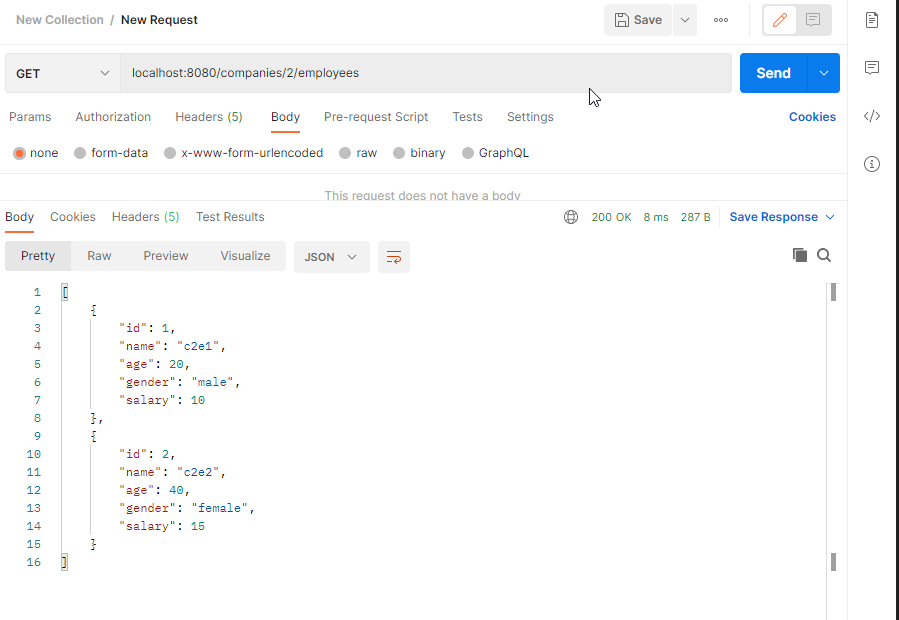 New Collection / New Request Save ooo
GET localhost:8080/companies/2/employees Send
Params Authorization Headers (5) Body Pre-request Script Tests Settings Cookies
none form-data x-www-form-urlencoded raw binary GraphQL
This request does not have a body
Body Cookies Headers (5) Test Results 200 OK 8 ms 287 B Save Response
Pretty Raw Preview Visualize JSON
1 [
2 {
3 "id": 1,
4 "name": "c2e1",
5 "age": 20,
6 "gender": "male",
7 "salary": 10
8 },
9 {
10 "id": 2,
11 "name": "c2e2",
12 "age": 40,
13 "gender": "female",
14 "salary": 15
15 }
16 ]